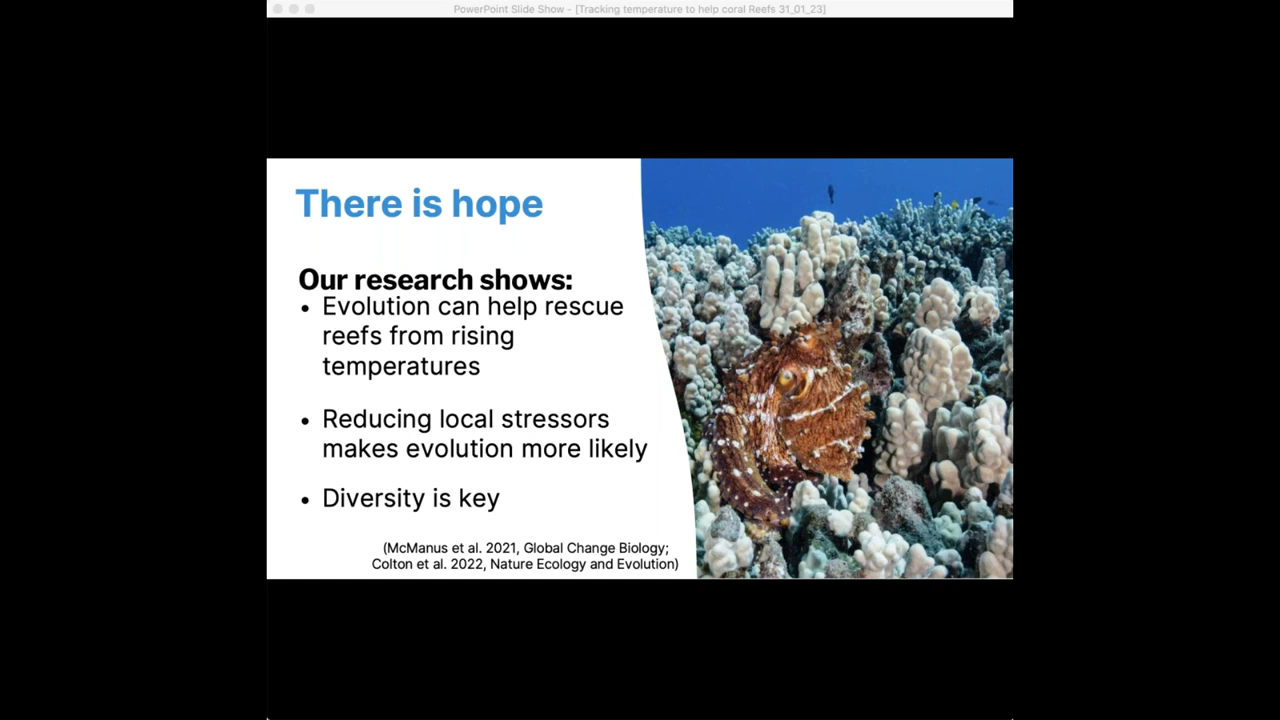 PowerPoint Slide Show - [Tracking temperature to help coral Reefs 31_01_23]
There is hope
Our research shows:
• Evolution can help rescue
reefs from rising
temperatures
• Reducing local stressors
makes evolution more likely
• Diversity is key
(McManus et al. 2021, Global Change Biology;
Colton et al. 2022, Nature Ecology and Evolution)